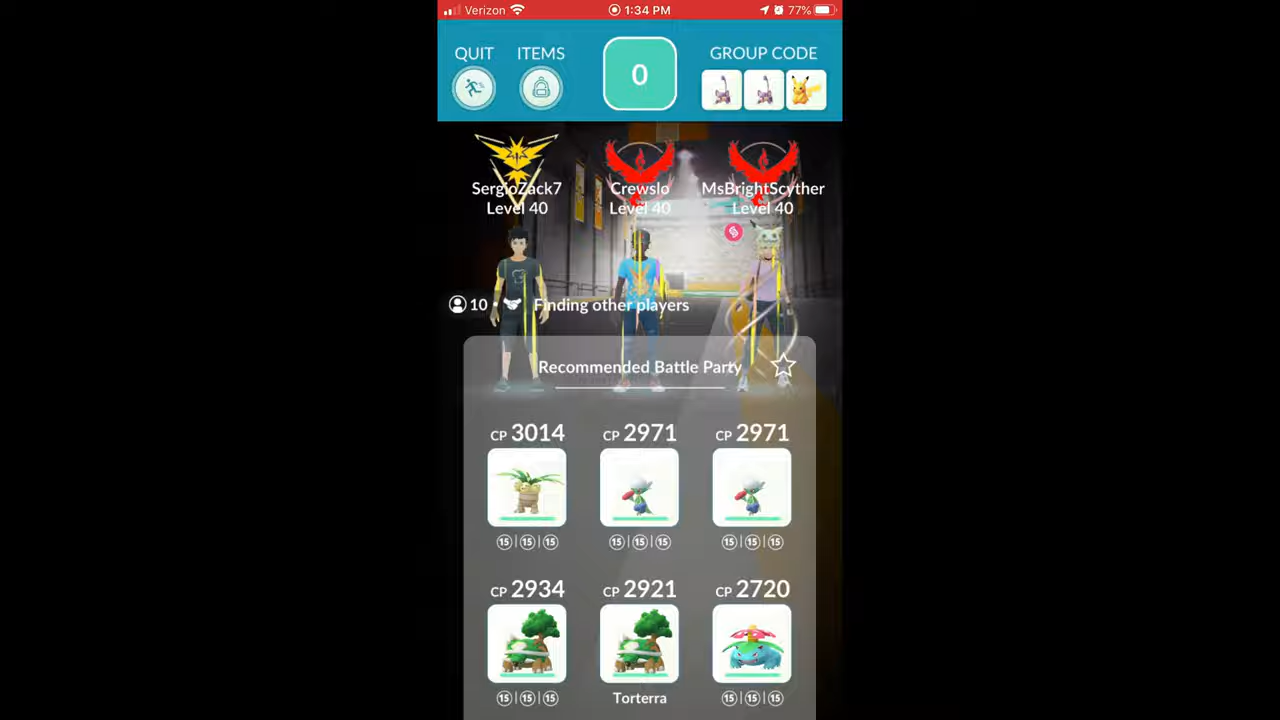 Verizon 1:34 PM 77%
QUIT ITEMS 0 GROUP CODE
SergioZack7 Crewslo MsBrightScyther
Level 40 Level 40 Level 40
10 • Finding other players
Recommended Battle Party
CP 3014 CP 2971 CP 2971
15 | 15 | 15 15 | 15 | 15 15 | 15 | 15
CP 2934 CP 2921 CP 2720
15 | 15 | 15 Torterra 15 | 15 | 15